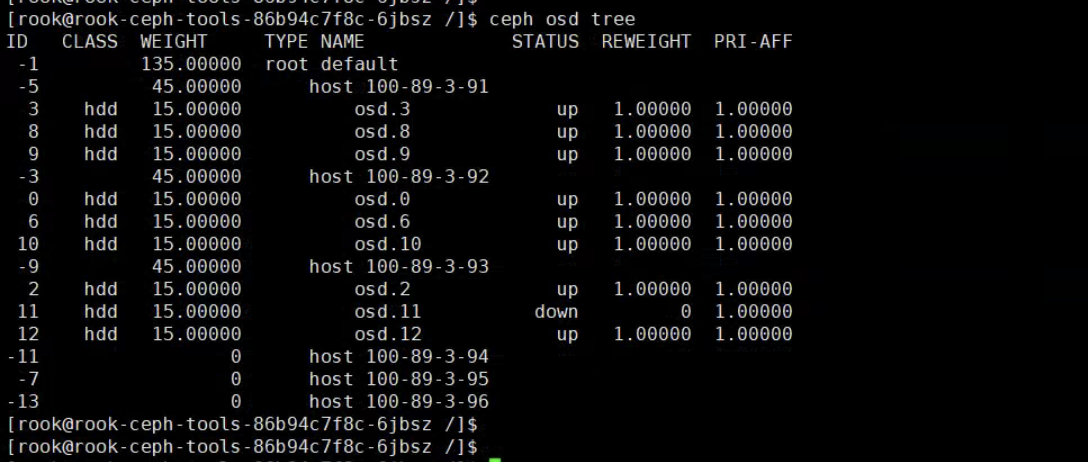 [rook@rook-ceph-tools-86b94c7f8c-6jbsz /]$
[rook@rook-ceph-tools-86b94c7f8c-6jbsz /]$ ceph osd tree
ID   CLASS  WEIGHT     TYPE NAME             STATUS  REWEIGHT  PRI-AFF
 -1         135.00000  root default
 -5          45.00000      host 100-89-3-91
  3    hdd   15.00000          osd.3             up   1.00000  1.00000
  8    hdd   15.00000          osd.8             up   1.00000  1.00000
  9    hdd   15.00000          osd.9             up   1.00000  1.00000
 -3          45.00000      host 100-89-3-92
  0    hdd   15.00000          osd.0             up   1.00000  1.00000
  6    hdd   15.00000          osd.6             up   1.00000  1.00000
 10    hdd   15.00000          osd.10            up   1.00000  1.00000
 -9          45.00000      host 100-89-3-93
  2    hdd   15.00000          osd.2             up   1.00000  1.00000
 11    hdd   15.00000          osd.11          down         0  1.00000
 12    hdd   15.00000          osd.12            up   1.00000  1.00000
-11                 0      host 100-89-3-94
 -7                 0      host 100-89-3-95
-13                 0      host 100-89-3-96
[rook@rook-ceph-tools-86b94c7f8c-6jbsz /]$
[rook@rook-ceph-tools-86b94c7f8c-6jbsz /]$